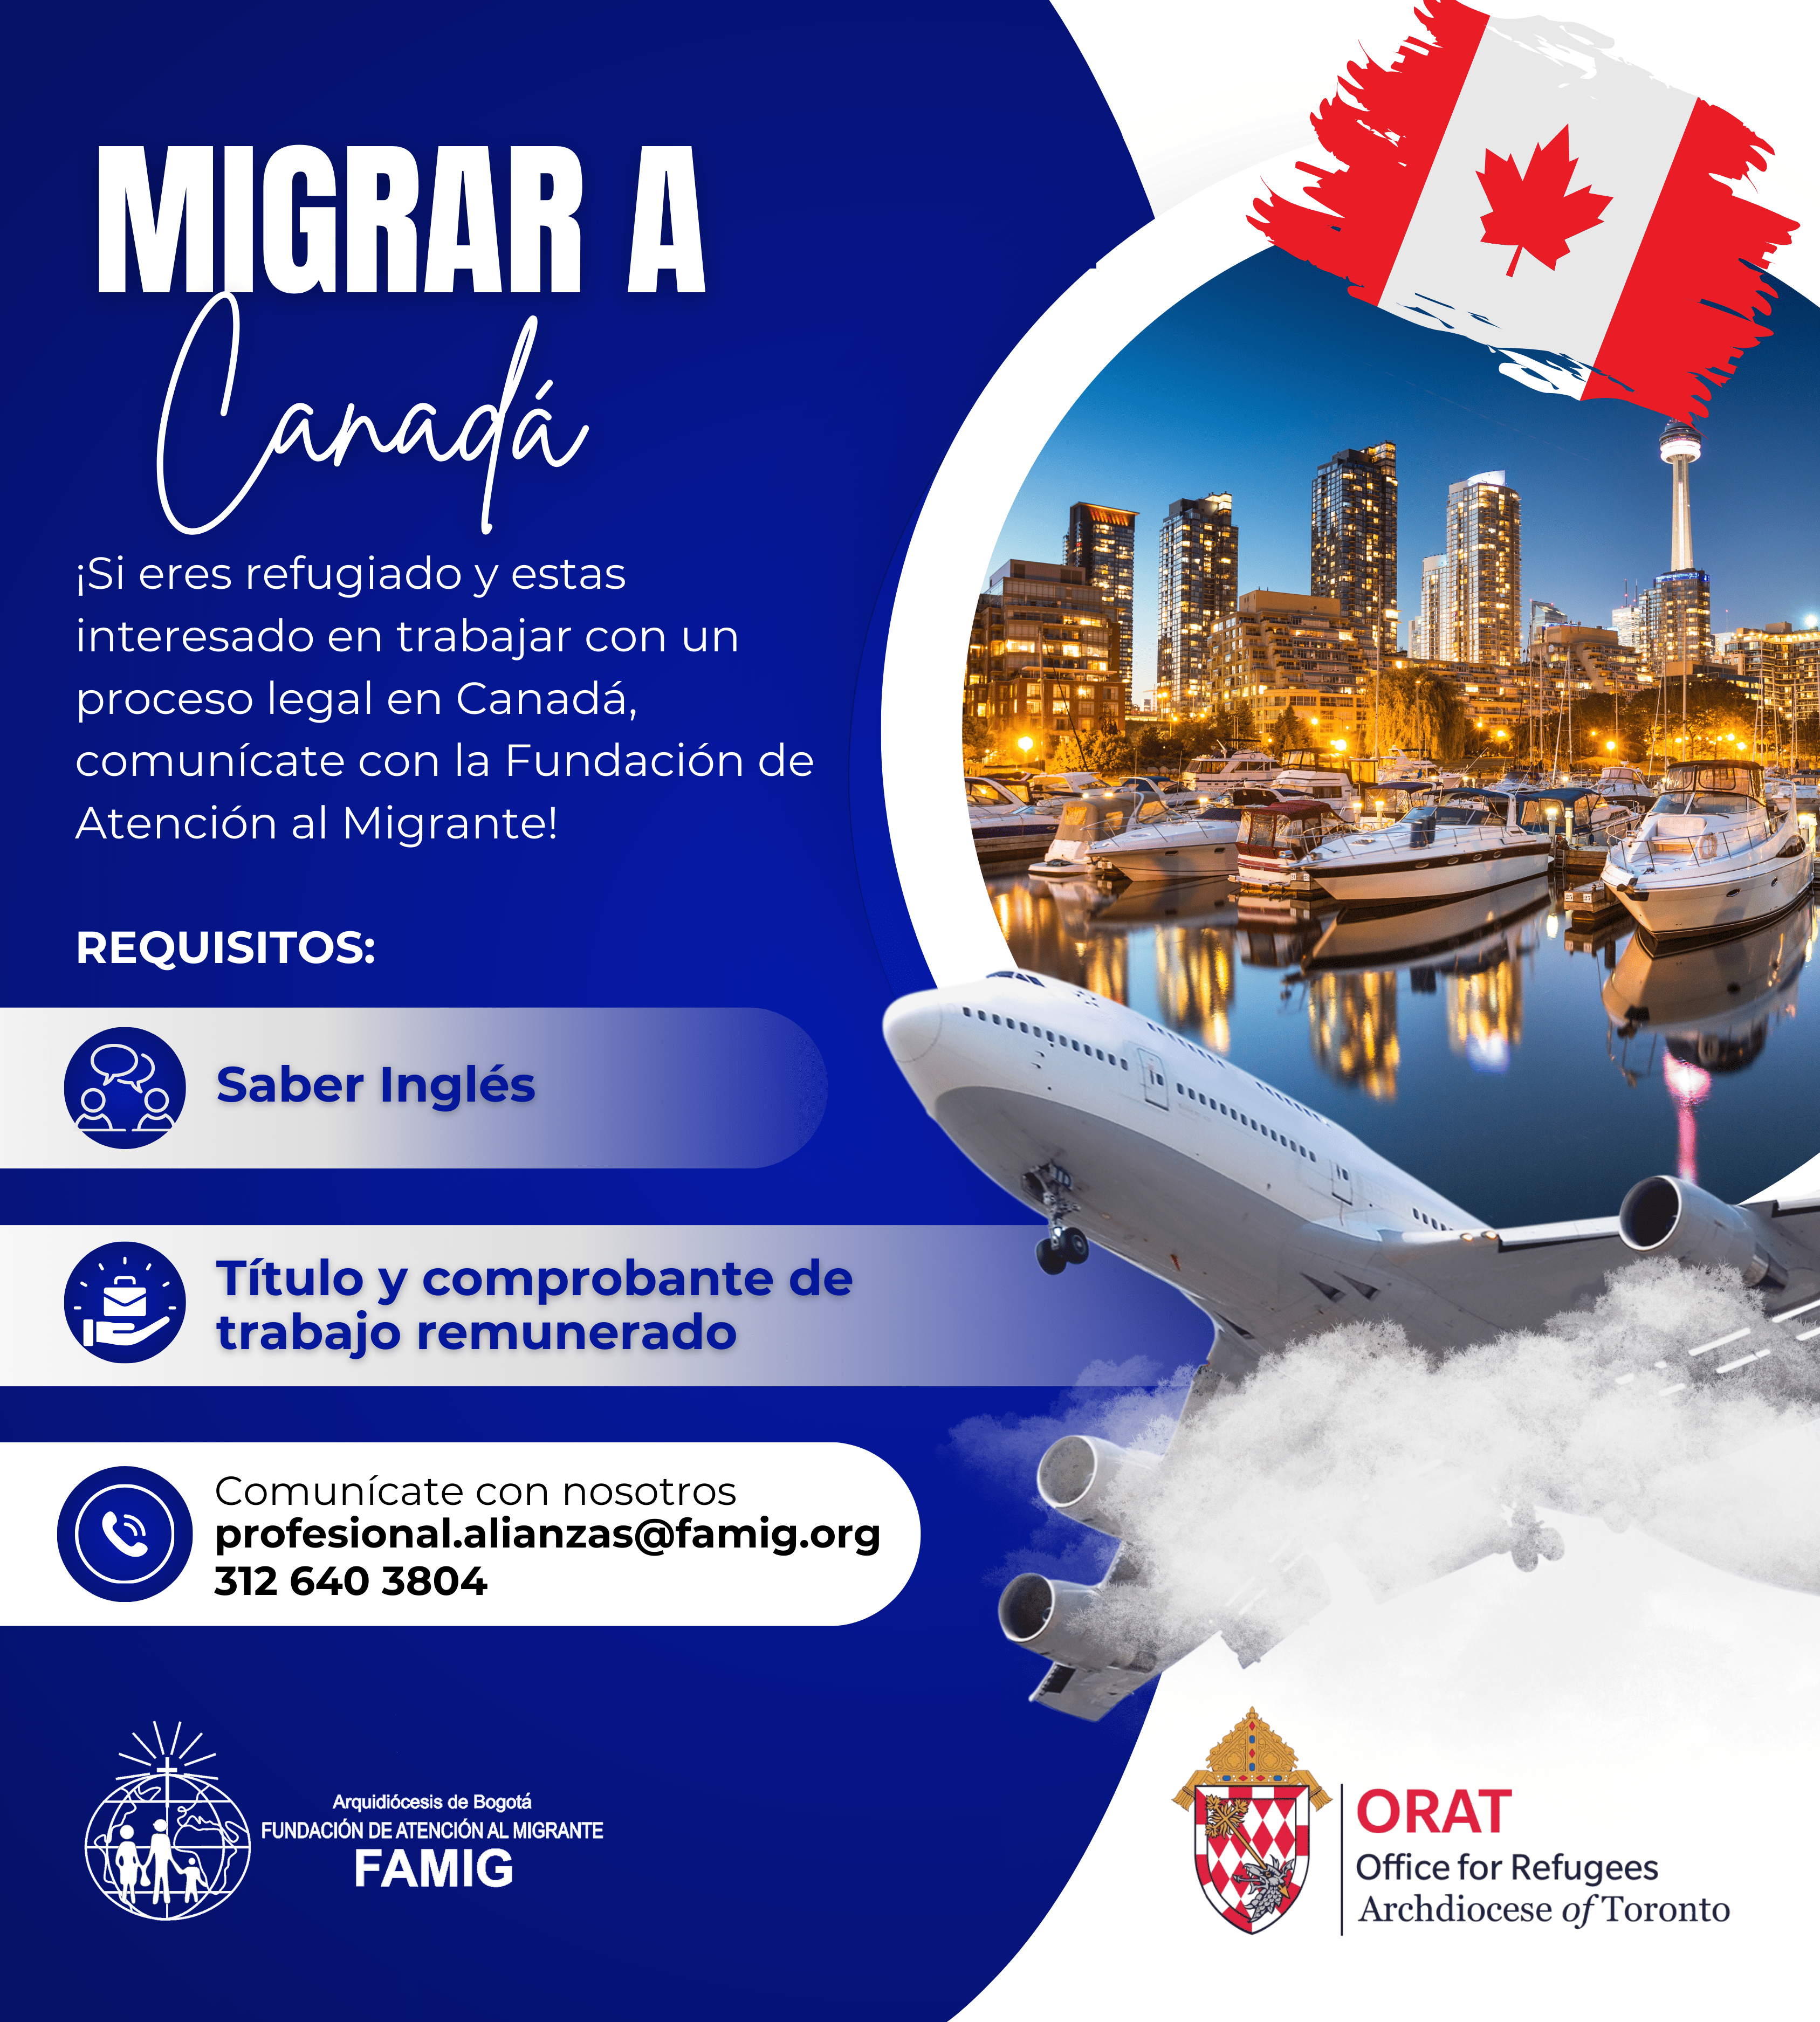 MIGRAR A
Canadá
¡Si eres refugiado y estas
interesado en trabajar con un
proceso legal en Canadá,
comunícate con la Fundación de
Atención al Migrante!
REQUISITOS:
Saber Inglés
Título y comprobante de
trabajo remunerado
Comunícate con nosotros
profesional.alianzas@famig.org
312 640 3804
Arquidiócesis de Bogotá
FUNDACIÓN DE ATENCIÓN AL MIGRANTE
FAMIG
ORAT
Office for Refugees
Archdiocese of Toronto